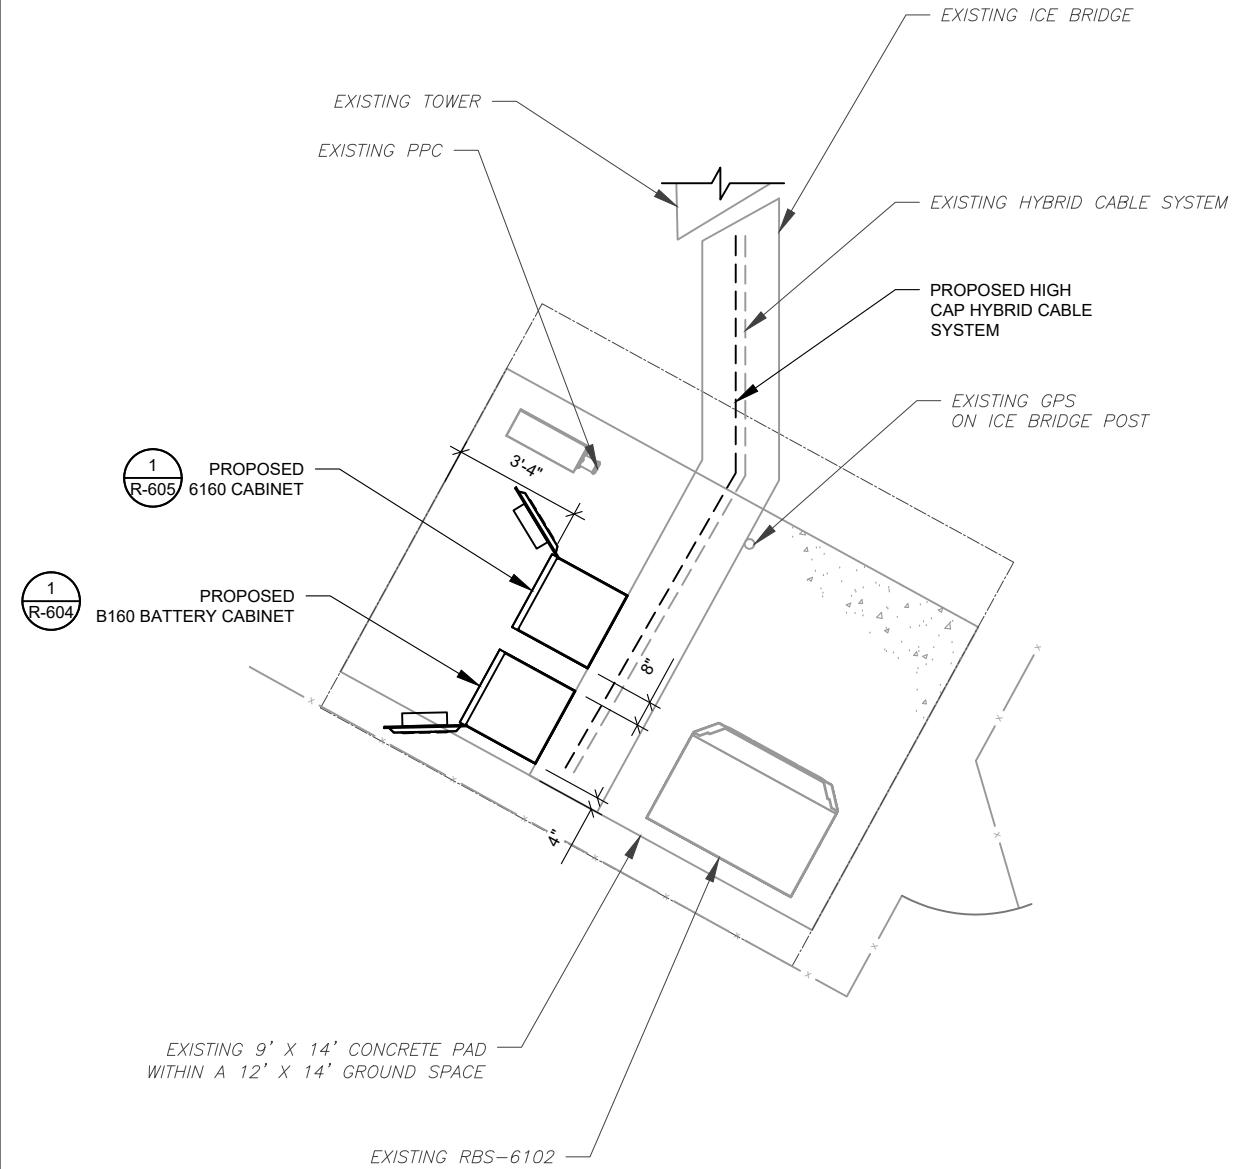 EXISTING ICE BRIDGE
EXISTING TOWER
EXISTING PPC
EXISTING HYBRID CABLE SYSTEM
PROPOSED HIGH
CAP HYBRID CABLE
SYSTEM
EXISTING GPS
ON ICE BRIDGE POST
3'-4"
1
R-605
PROPOSED
6160 CABINET
1
R-604
PROPOSED
B160 BATTERY CABINET
8"
4"
EXISTING 9' X 14' CONCRETE PAD
WITHIN A 12' X 14' GROUND SPACE
EXISTING RBS-6102